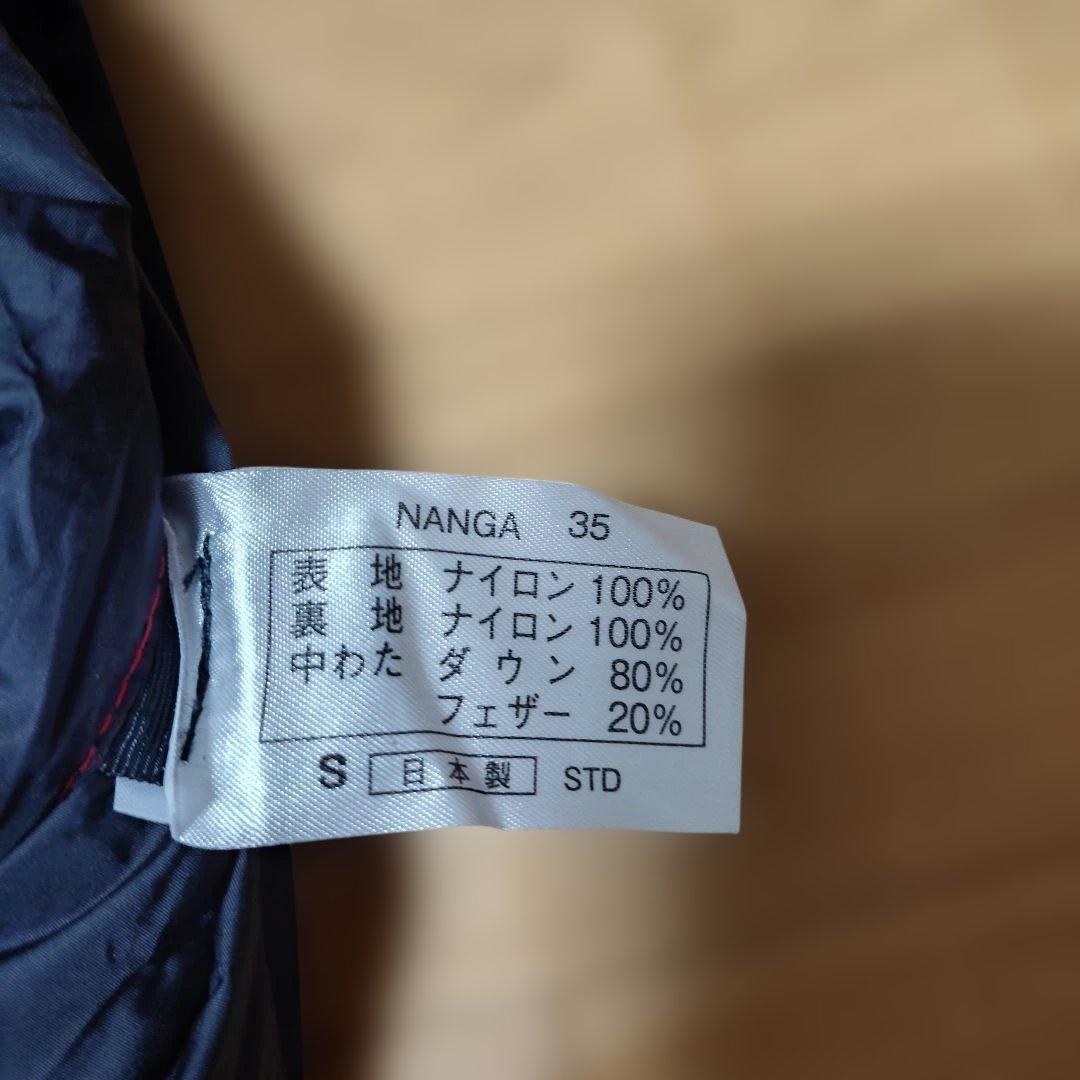 NANGA 35
表 地 ナイロン 100%
裏 地 ナイロン 100%
中わた ダウン 80%
フェザー 20%
S 日本製 STD